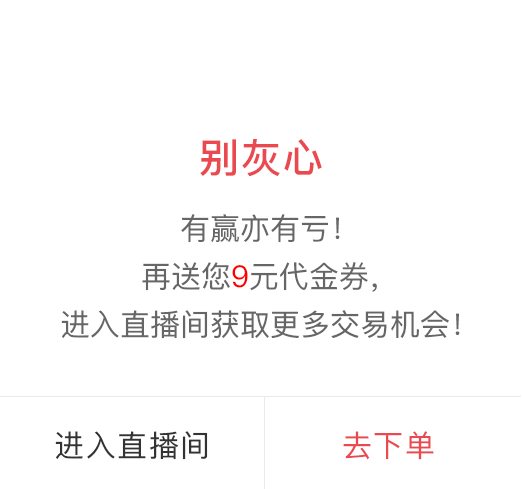 别灰心
有赢亦有亏！
再送您9元代金券，
进入直播间获取更多交易机会！
进入直播间
去下单